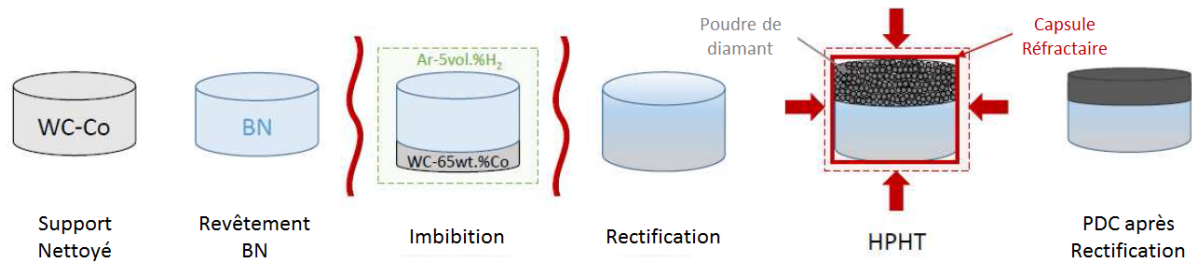 Poudre de
diamant
Capsule
Réfractaire
Ar-5vol.%H₂
WC-Co
BN
WC-65wt.%Co
Support
Nettoyé
Revêtement
BN
Imbibition
Rectification
HPHT
PDC après
Rectification